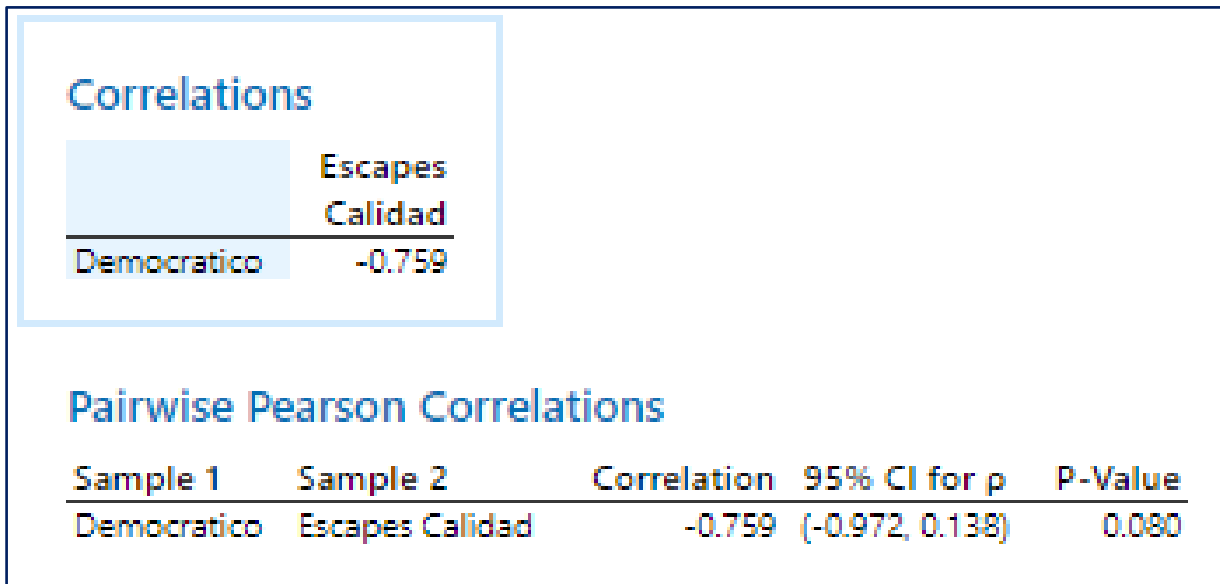 Correlations
Escapes
Calidad
Democratico -0.759
Pairwise Pearson Correlations
Sample 1 Sample 2 Correlation 95% CI for ρ P-Value
Democratico Escapes Calidad -0.759 (-0.972, 0.138) 0.080